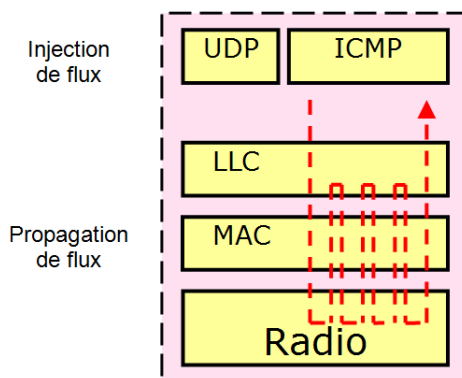 Injection
de flux
UDP
ICMP
LLC
Propagation
de flux
MAC
Radio